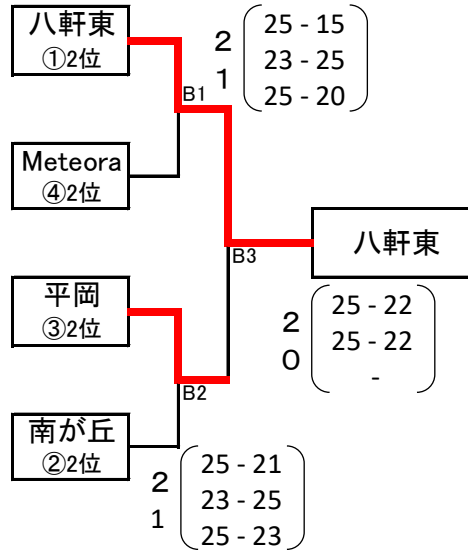 八軒東
①2位
B1
2
1
25 - 15
23 - 25
25 - 20
Meteora
④2位
B3
八軒東
2
0
25 - 22
25 - 22
-
平岡
③2位
B2
南が丘
②2位
2
1
25 - 21
23 - 25
25 - 23